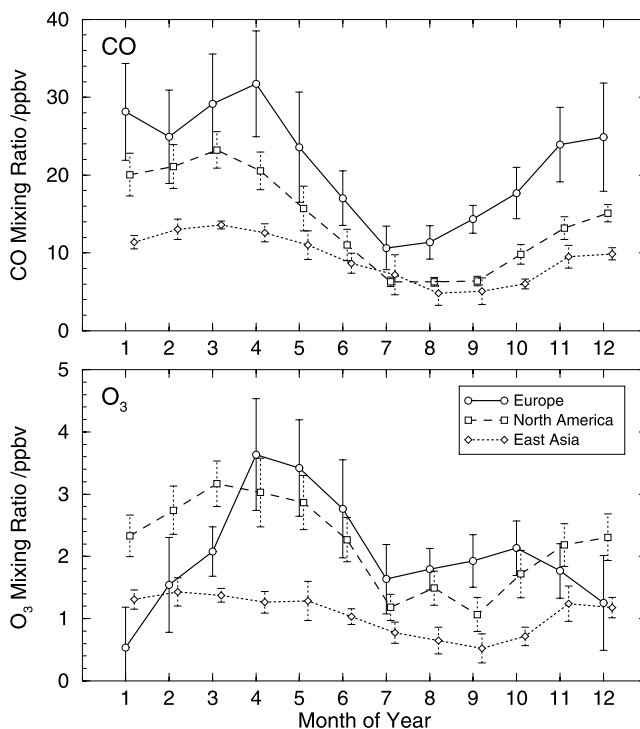 CO
CO Mixing Ratio /ppbv
40
30
20
10
0
1 2 3 4 5 6 7 8 9 10 11 12
O3
O3 Mixing Ratio /ppbv
5
4
3
2
1
0
Europe
North America
East Asia
1 2 3 4 5 6 7 8 9 10 11 12
Month of Year